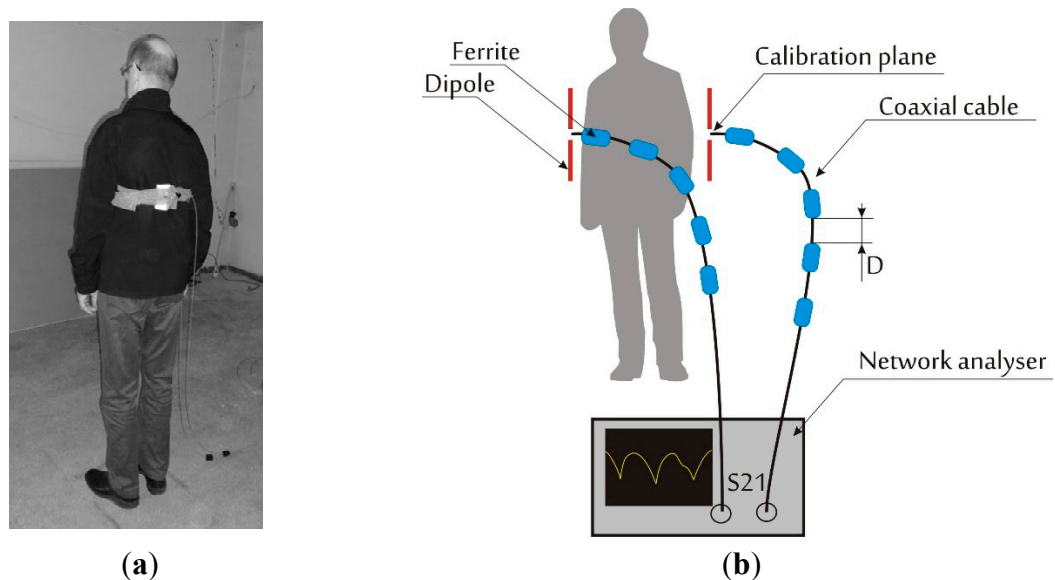 Ferrite
Dipole
Calibration plane
Coaxial cable
D
Network analyser
S21
(a)
(b)